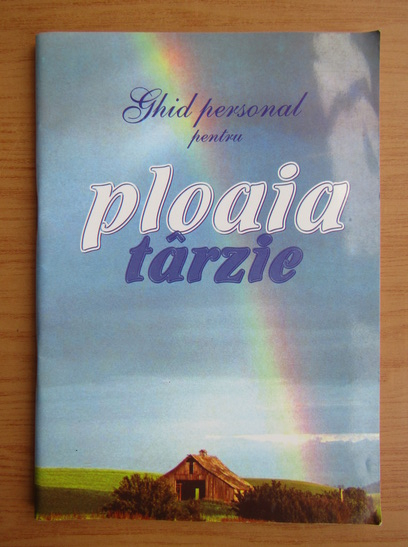 Ghid personal
pentru
ploaia
târzie